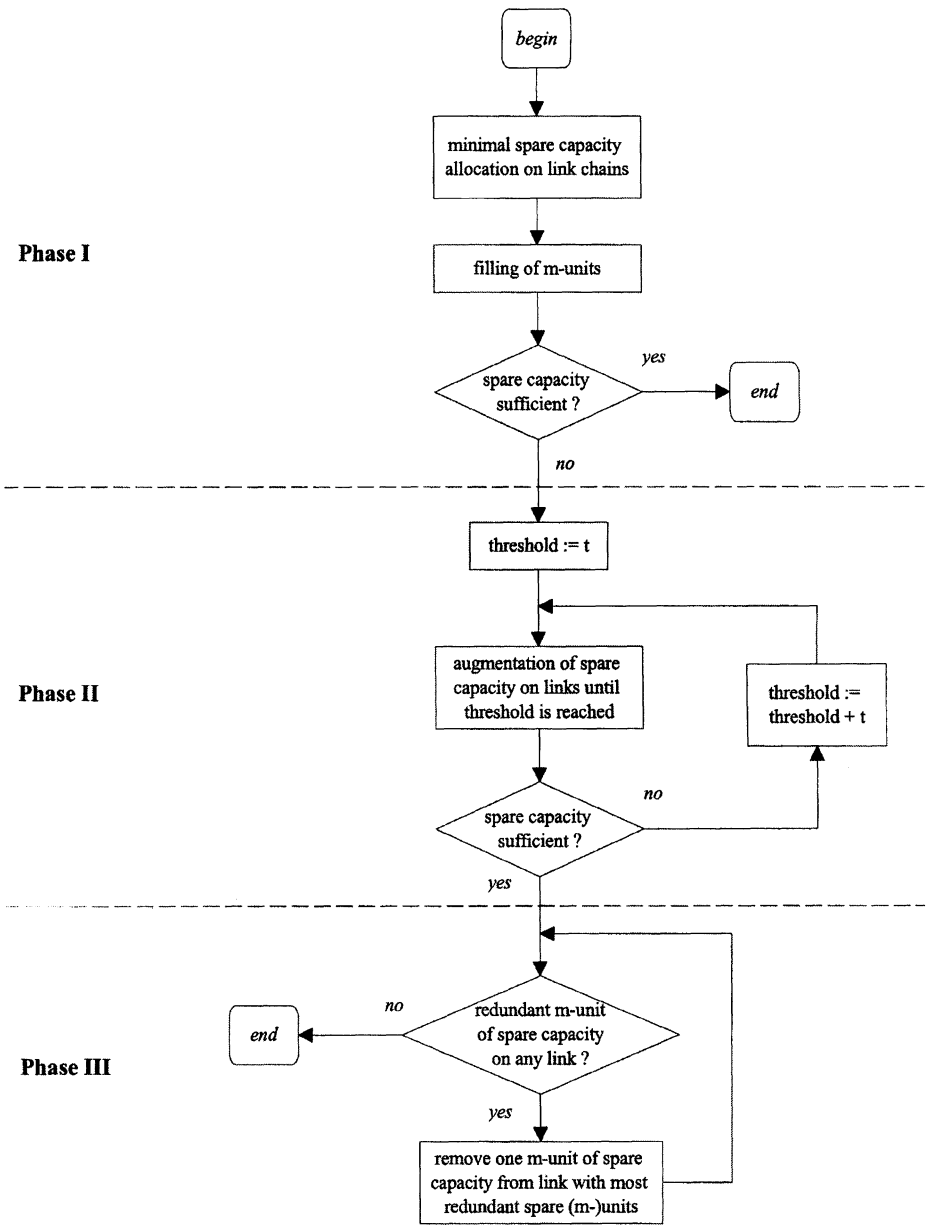 begin
minimal spare capacity
allocation on link chains
Phase I
filling of m-units
spare capacity
sufficient ?
yes
end
no
threshold := t
Phase II
augmentation of spare
capacity on links until
threshold is reached
threshold :=
threshold + t
spare capacity
sufficient ?
no
yes
redundant m-unit
of spare capacity
on any link ?
no
end
Phase III
yes
remove one m-unit of spare
capacity from link with most
redundant spare (m-)units